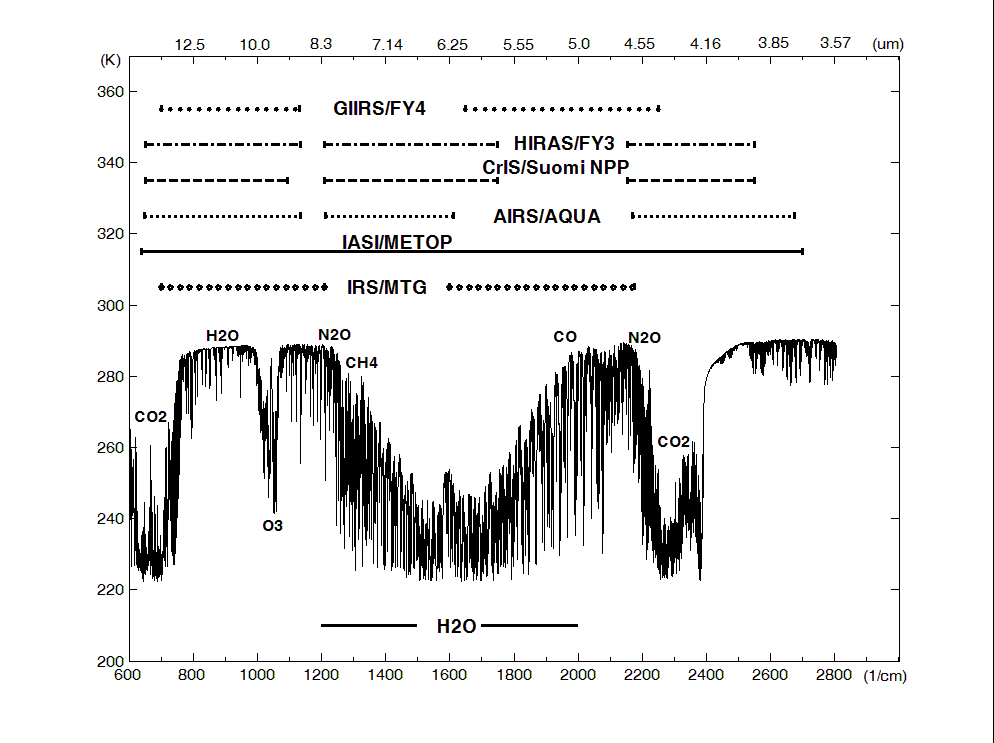 12.5 10.0 8.3 7.14 6.25 5.55 5.0 4.55 4.16 3.85 3.57 (um)
(K)
360
GIIRS/FY4
HIRAS/FY3
340
CrIS/Suomi NPP
AIRS/AQUA
320
IASI/METOP
IRS/MTG
300
H2O N2O CO N2O
CH4
280
CO2 CO2
260
240
O3
220
H2O
200
600 800 1000 1200 1400 1600 1800 2000 2200 2400 2600 2800 (1/cm)